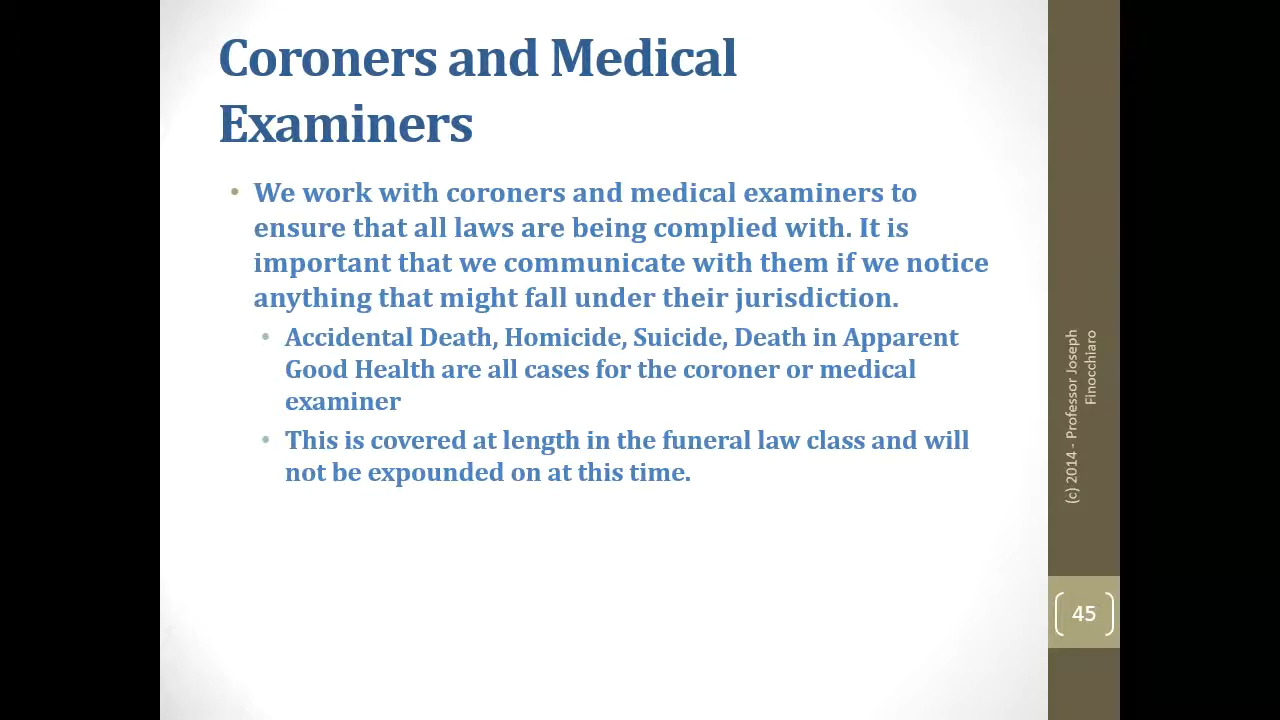 Coroners and Medical
Examiners
• We work with coroners and medical examiners to
ensure that all laws are being complied with. It is
important that we communicate with them if we notice
anything that might fall under their jurisdiction.
• Accidental Death, Homicide, Suicide, Death in Apparent
Good Health are all cases for the coroner or medical
examiner
• This is covered at length in the funeral law class and will
not be expounded on at this time.
(c) 2014 - Professor Joseph
Finocchiaro
45